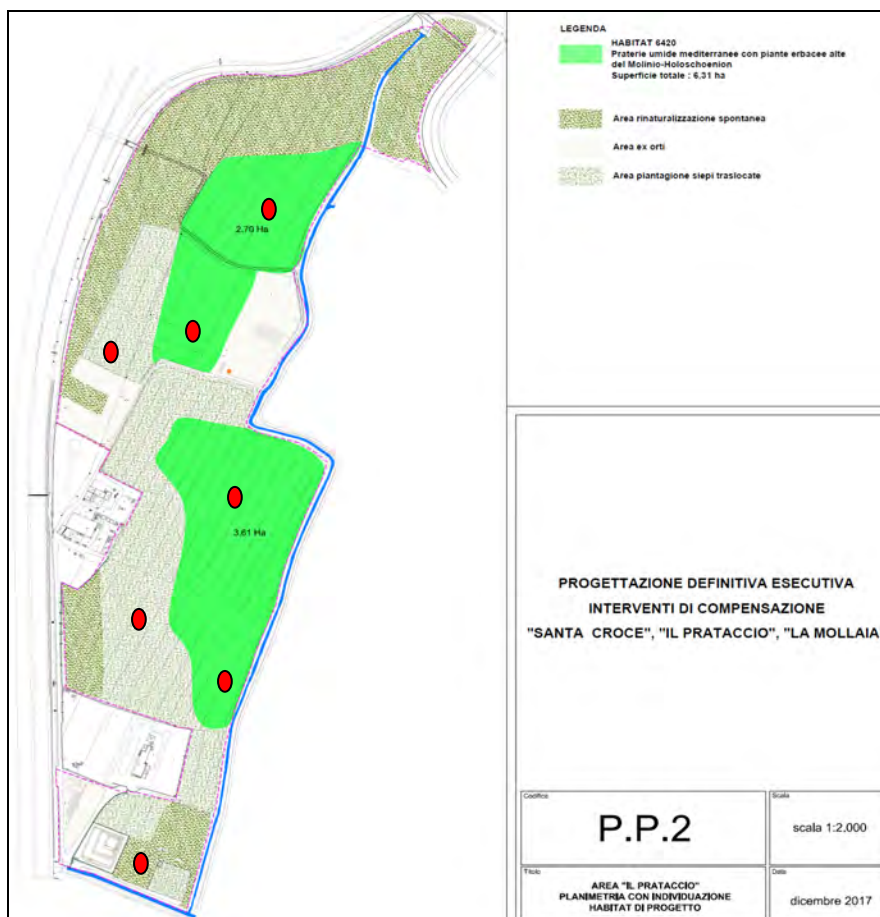 LEGENDA
HABITAT 6420
Praterie umide mediterranee con piante erbacee alte
del Molinio-Holoschoenion
Superficie totale : 6,31 ha
Area rinaturalizzazione spontanea
Area ex orti
Area plantagione siepi traslocate
2,70 Ha
3,61 Ha
PROGETTAZIONE DEFINITIVA ESECUTIVA
INTERVENTI DI COMPENSAZIONE
"SANTA CROCE", "IL PRATACCIO", "LA MOLLAIA"
Codifica
P.P.2
Scala
scala 1:2.000
Titolo
AREA "IL PRATACCIO"
PLANIMETRIA CON INDIVIDUAZIONE
HABITAT DI PROGETTO
Data
dicembre 2017